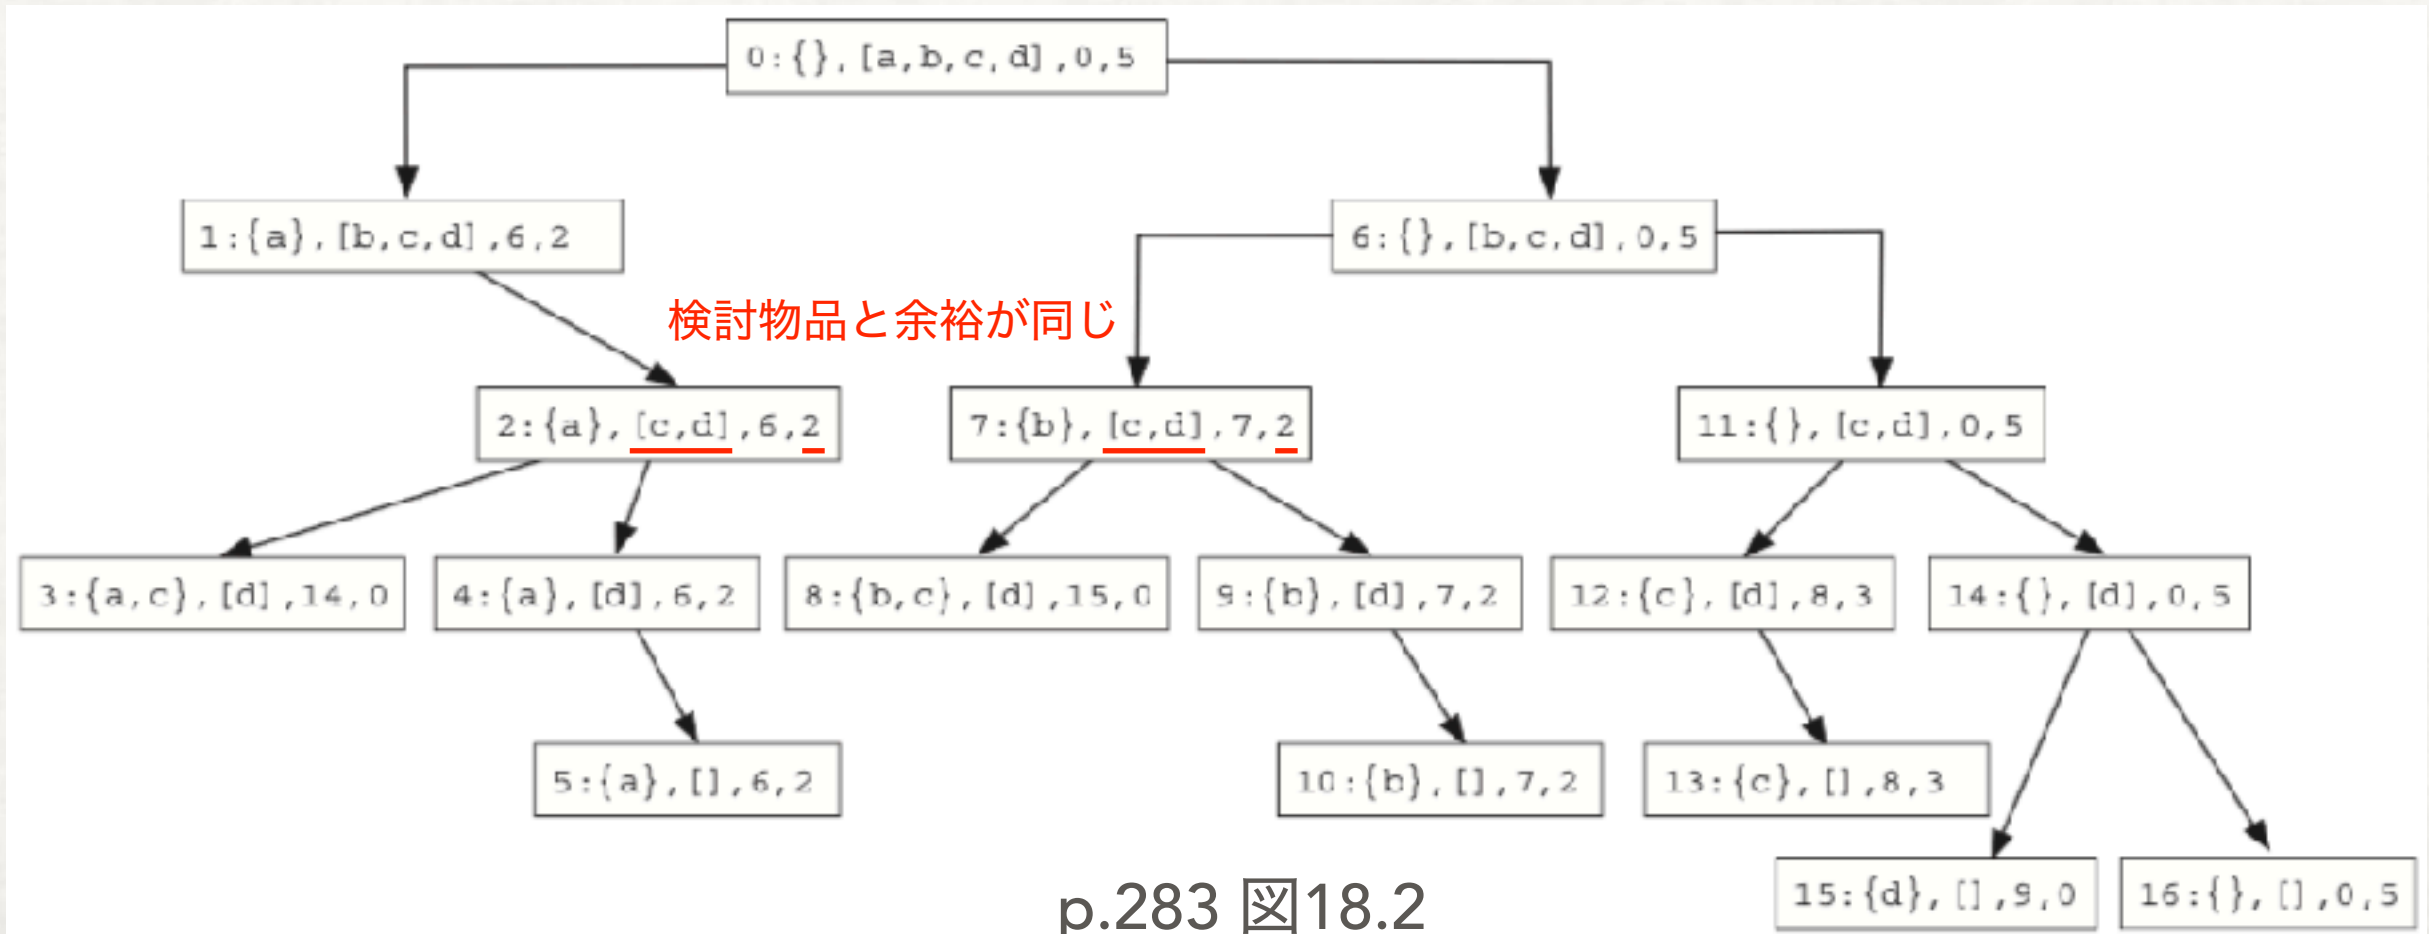 0:{},[a,b,c,d],0,5
1:{a},[b,c,d],6,2
6:{},[b,c,d],0,5
検討物品と余裕が同じ
2:{a},[c,d],6,2
7:{b},[c,d],7,2
11:{},[c,d],0,5
3:{a,c},[d],14,0
4:{a},[d],6,2
8:{b,c},[d],15,0
9:{b},[d],7,2
12:{c},[d],8,3
14:{},[d],0,5
5:{a},[],6,2
10:{b},[],7,2
13:{c},[],8,3
15:{d},[],9,0
16:{},[],0,5
p.283 図18.2